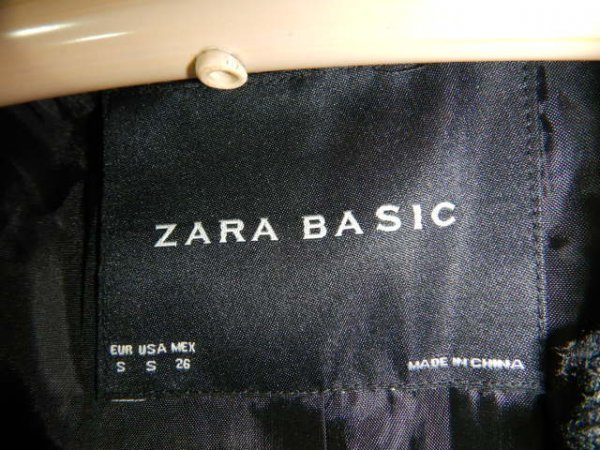 ZARA BASIC
EUR USA MEX
S S 26
MADE IN CHINA